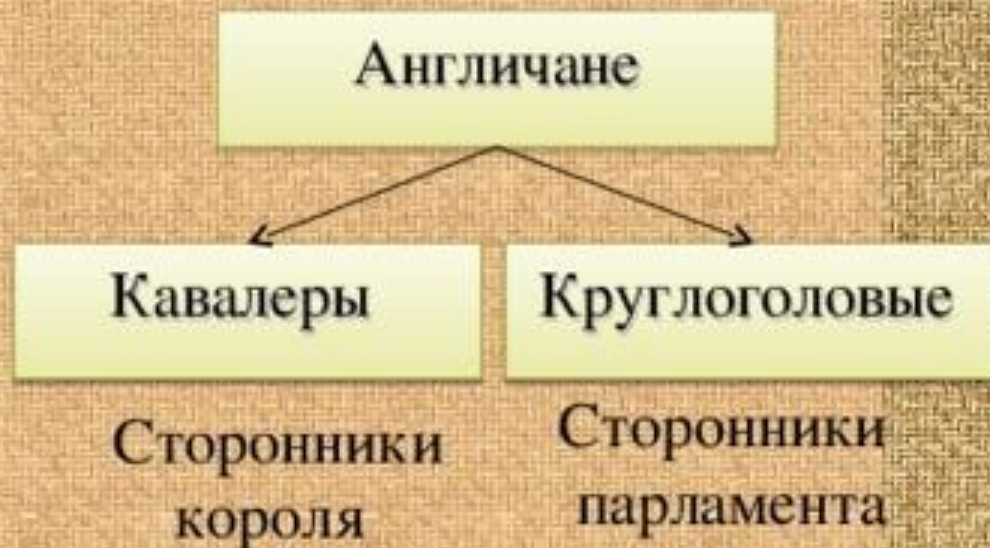 Англичане
Кавалеры
Круглоголовые
Сторонники
короля
Сторонники
парламента